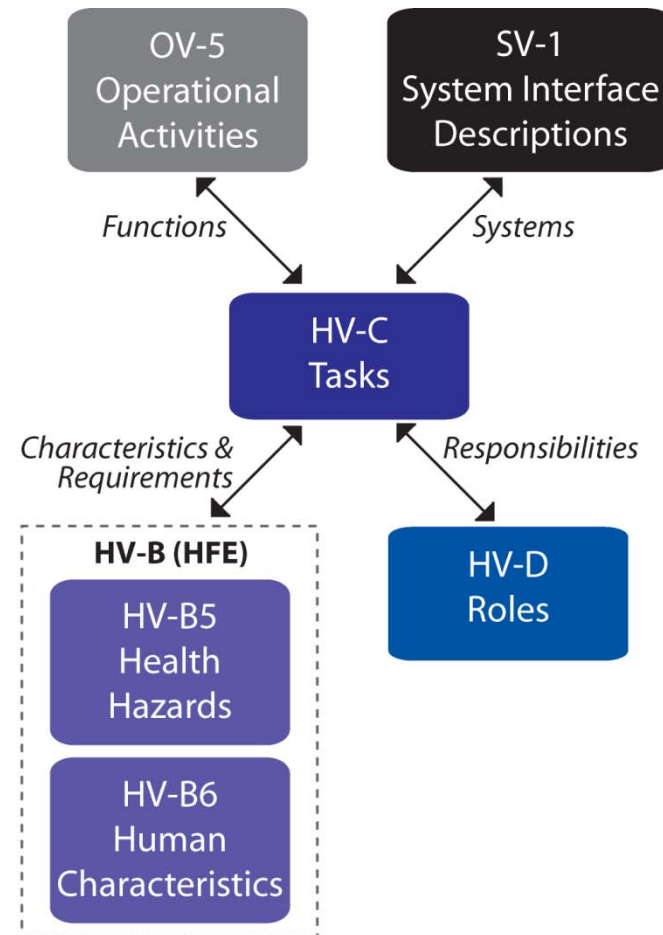 OV-5
Operational
Activities
SV-1
System Interface
Descriptions
Functions
Systems
HV-C
Tasks
Characteristics &
Requirements
Responsibilities
HV-B (HFE)
HV-B5
Health
Hazards
HV-D
Roles
HV-B6
Human
Characteristics